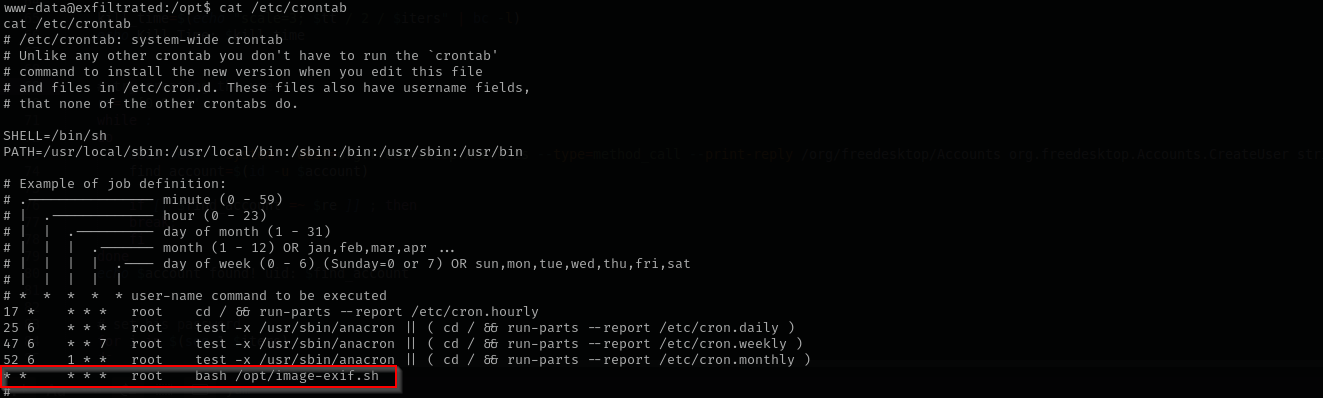 www-data@exfiltrated:/opt$ cat /etc/crontab
cat /etc/crontab
# /etc/crontab: system-wide crontab
# Unlike any other crontab you don't have to run the `crontab'
# command to install the new version when you edit this file
# and files in /etc/cron.d. These files also have username fields,
# that none of the other crontabs do.
SHELL=/bin/sh
PATH=/usr/local/sbin:/usr/local/bin:/sbin:/bin:/usr/sbin:/usr/bin
# Example of job definition:
# .---------------- minute (0 - 59)
# |  .------------- hour (0 - 23)
# |  |  .---------- day of month (1 - 31)
# |  |  |  .------- month (1 - 12) OR jan,feb,mar,apr ...
# |  |  |  |  .---- day of week (0 - 6) (Sunday=0 or 7) OR sun,mon,tue,wed,thu,fri,sat
# |  |  |  |  |
# *  *  *  *  * user-name command to be executed
17 *    * * *   root    cd / && run-parts --report /etc/cron.hourly
25 6    * * *   root    test -x /usr/sbin/anacron || ( cd / && run-parts --report /etc/cron.daily )
47 6    * * 7   root    test -x /usr/sbin/anacron || ( cd / && run-parts --report /etc/cron.weekly )
52 6    1 * *   root    test -x /usr/sbin/anacron || ( cd / && run-parts --report /etc/cron.monthly )
* *     * * *   root    bash /opt/image-exif.sh
#